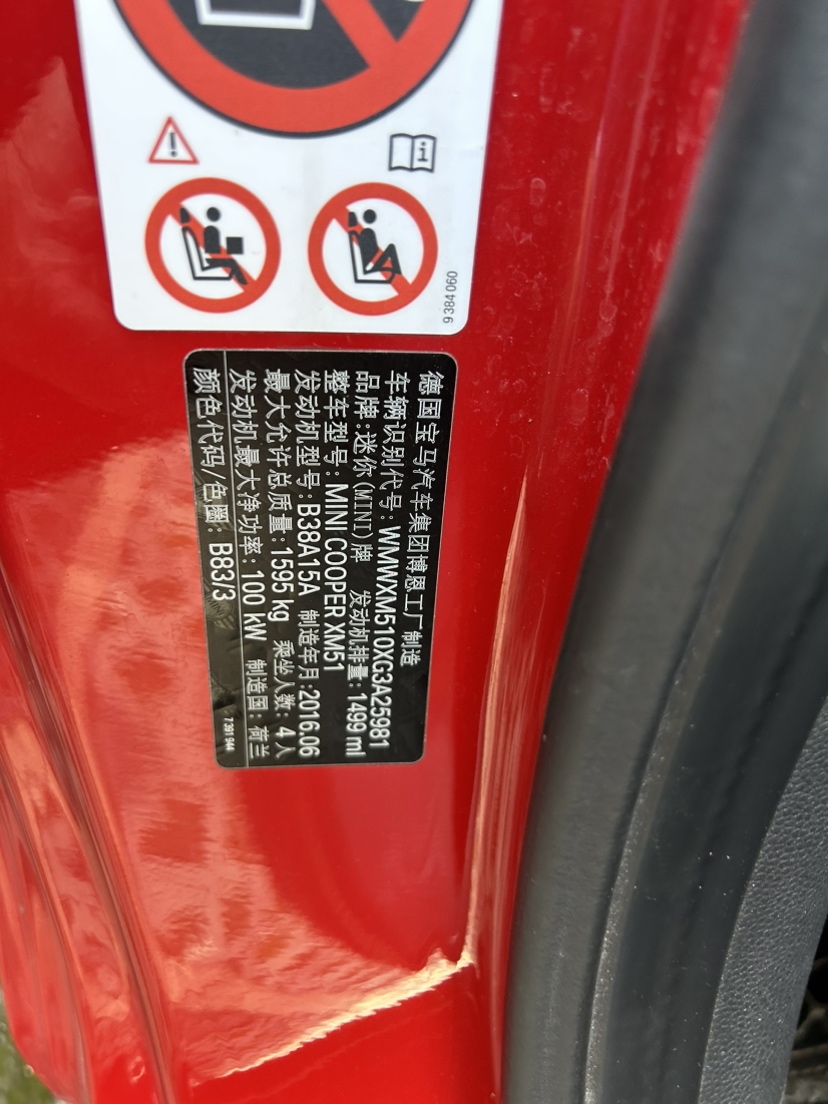 9 384 060
德国宝马汽车集团博恩工厂制造
车辆识别代号: WMWXM510XG3A25981
品牌:迷你(MINI)牌 发动机排量: 1499 ml
整车型号: MINI COOPER XM51
发动机型号: B38A15A 制造年月:2016.06
最大允许总质量: 1595 kg 乘坐人数: 4人
发动机最大净功率: 100 kW 制造国: 荷兰
颜色代码/色圈: B83/3
7 391 944